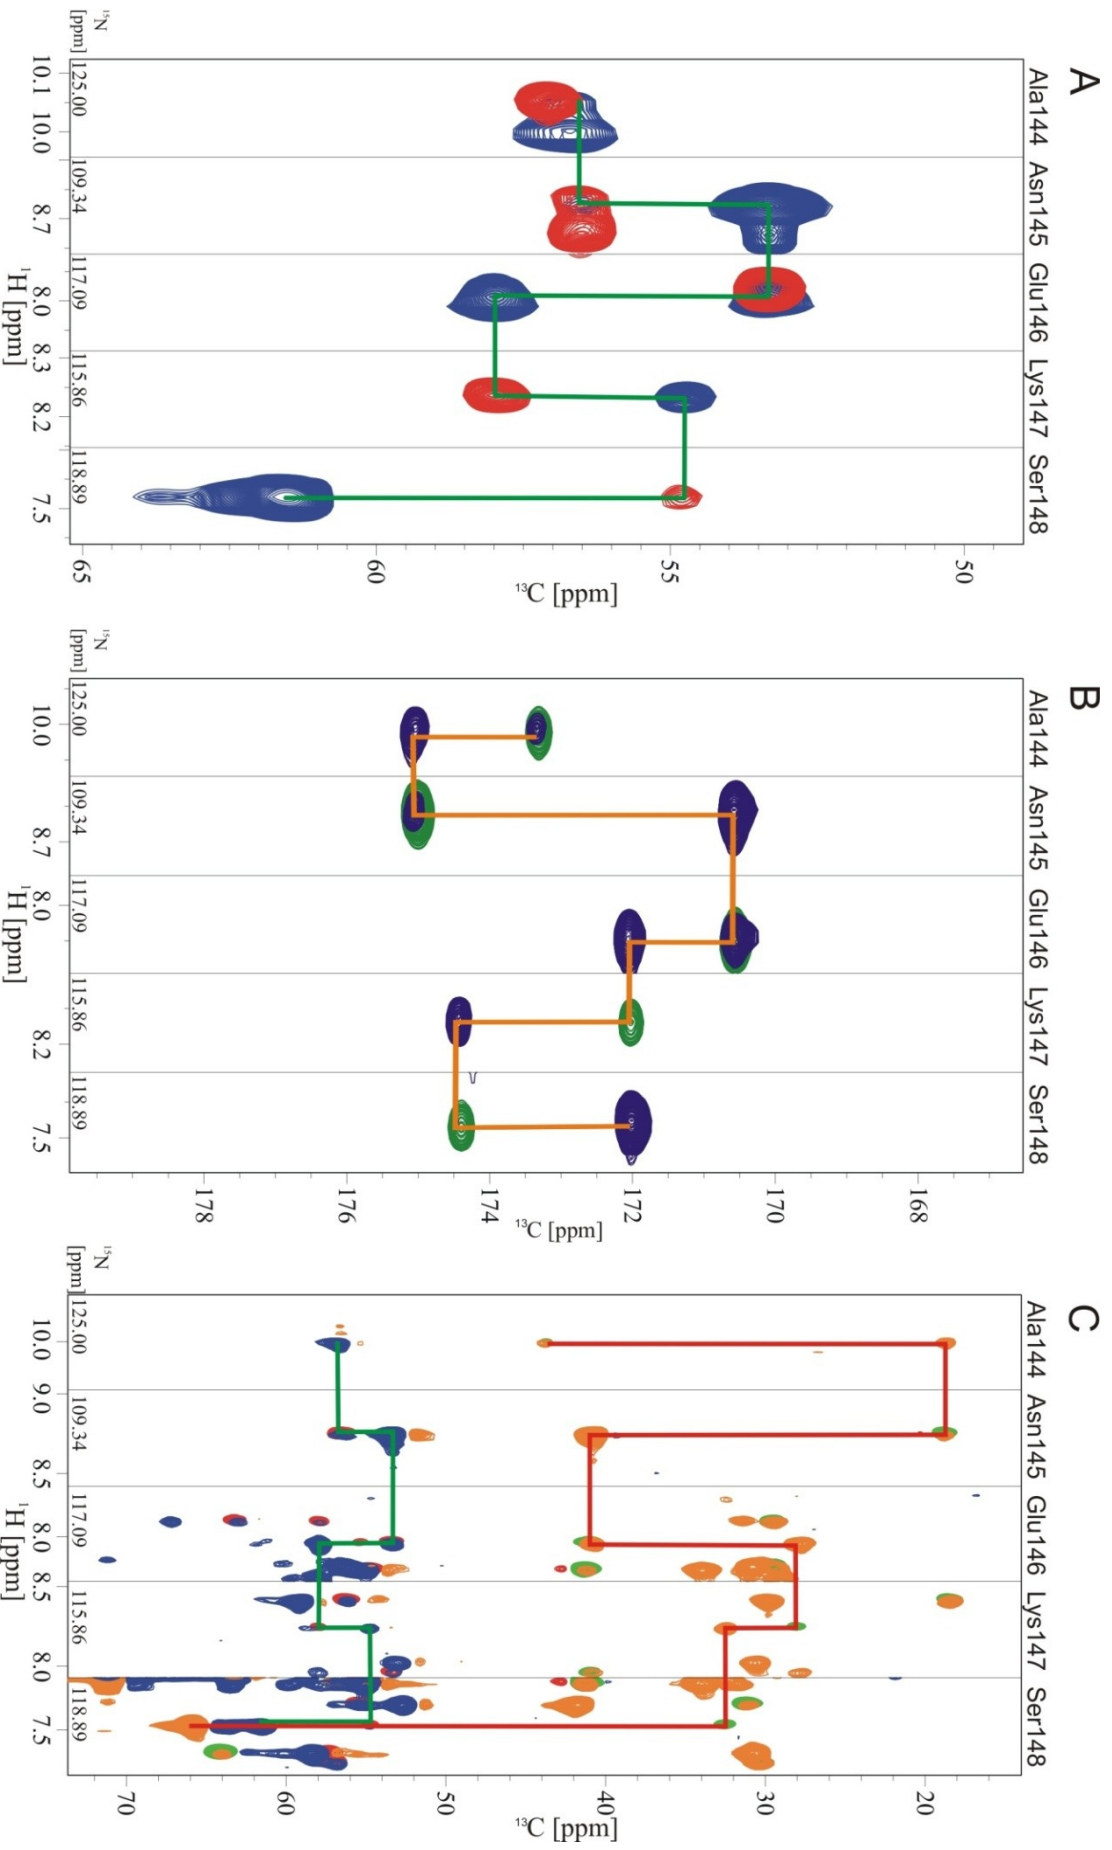 A
Ala144 Asn145 Glu146 Lys147 Ser148
50
55
60
65
¹³C [ppm]
125.00 109.34 117.09 115.86 118.89
¹⁵N
[ppm]
10.1 10.0 8.7 8.0 8.3 8.2 7.5
¹H [ppm]
B
Ala144 Asn145 Glu146 Lys147 Ser148
168
170
172
174
176
178
¹³C [ppm]
125.00 109.34 117.09 115.86 118.89
¹⁵N
[ppm]
10.0 8.7 8.0 8.2 7.5
¹H [ppm]
C
Ala144 Asn145 Glu146 Lys147 Ser148
20
30
40
50
60
70
¹³C [ppm]
125.00 109.34 117.09 115.86 118.89
¹⁵N
[ppm]
10.0 9.0 8.5 8.0 8.5 8.0 7.5
¹H [ppm]